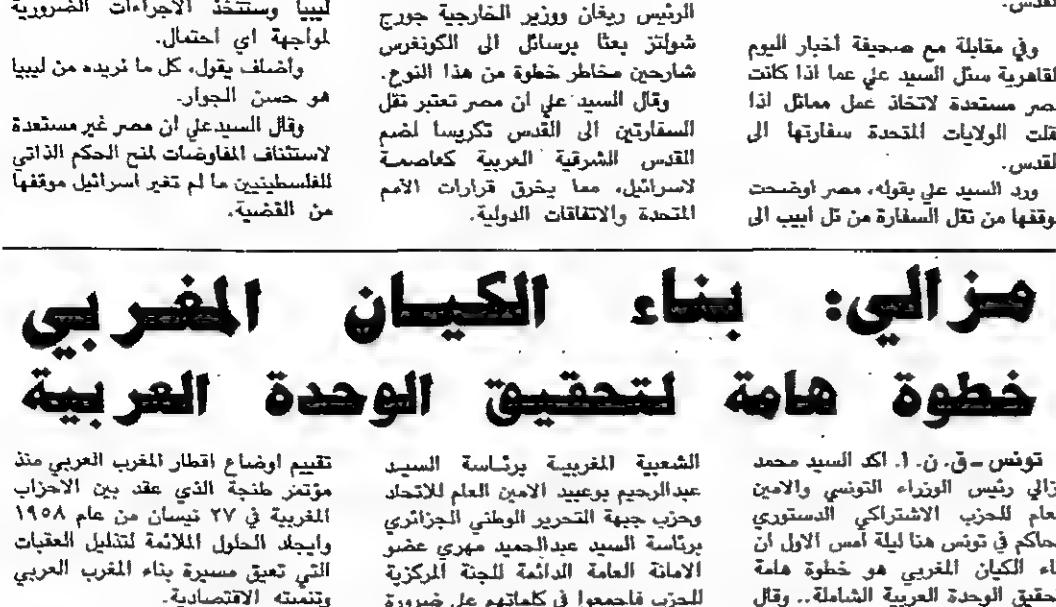 القدس.
وفي مقابلة مع صحيفة أخبار اليوم
القاهرية سئل السيد علي عما اذا كانت
مصر مستعدة لاتخاذ عمل مماثل اذا
نقلت الولايات المتحدة سفارتها الى
القدس.
ورد السيد علي بقوله، مصر اوضحت
موقفها من نقل السفارة من تل ابيب الى
الرئيس ريغان ووزير الخارجية جورج
شولتز بعثا برسائل الى الكونغرس
شارحين مخاطر خطوة من هذا النوع.
وقال السيد علي ان مصر تعتبر نقل
السفارتين الى القدس تكريسا لضم
القدس الشرقية العربية كعاصمة
لاسرائيل، مما يخرق قرارات الأمم
المتحدة والاتفاقات الدولية.
ليبيا وستتخذ الاجراءات الضرورية
لمواجهة اي احتمال.
وأضاف يقول، كل ما نريده من ليبيا
هو حسن الجوار.
وقال السيد علي ان مصر غير مستعدة
لاستئناف المفاوضات لمنح الحكم الذاتي
للفلسطينيين ما لم تغير اسرائيل موقفها
من القضية.
مزالي: بناء الكيان المغربي
خطوة هامة لتحقيق الوحدة العربية
تونس -ق. ن. ا. اكد السيد محمد
مزالي رئيس الوزراء التونسي والامين
العام للحزب الاشتراكي الدستوري
الحاكم في تونس هنا ليلة أمس الاول ان
بناء الكيان المغربي هو خطوة هامة
لتحقيق الوحدة العربية الشاملة.. وقال
الشعبية المغربية برئاسة السيد
عبدالرحيم بوعبيد الامين العام للاتحاد
وحزب جبهة التحرير الوطني الجزائري
برئاسة السيد عبدالحميد مهري عضو
الامانة العامة الدائمة للجنة المركزية
للحزب فاجمعوا في كلماتهم على ضرورة
تقييم اوضاع اقطار المغرب العربي منذ
مؤتمر طنجة الذي عقد بين الاحزاب
المغربية في ٢٧ نيسان من عام ١٩٥٨
وايجاد الحلول الملائمة لتذليل العقبات
التي تعيق مسيرة بناء المغرب العربي
وتنميته الاقتصادية.